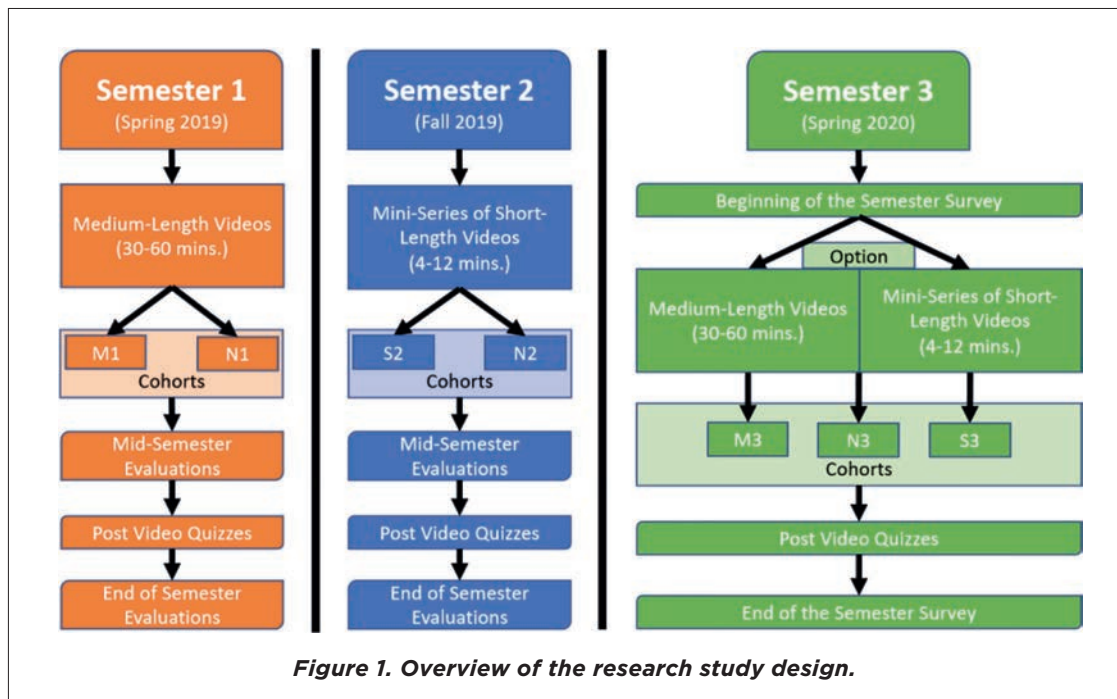 Semester 1
(Spring 2019)
Medium-Length Videos
(30-60 mins.)
M1
N1
Cohorts
Mid-Semester
Evaluations
Post Video Quizzes
End of Semester
Evaluations
Semester 2
(Fall 2019)
Mini-Series of Short-
Length Videos
(4-12 mins.)
S2
N2
Cohorts
Mid-Semester
Evaluations
Post Video Quizzes
End of Semester
Evaluations
Semester 3
(Spring 2020)
Beginning of the Semester Survey
Option
Medium-Length Videos
(30-60 mins.)
Mini-Series of Short-
Length Videos
(4-12 mins.)
M3
N3
S3
Cohorts
Post Video Quizzes
End of the Semester Survey
Figure 1. Overview of the research study design.